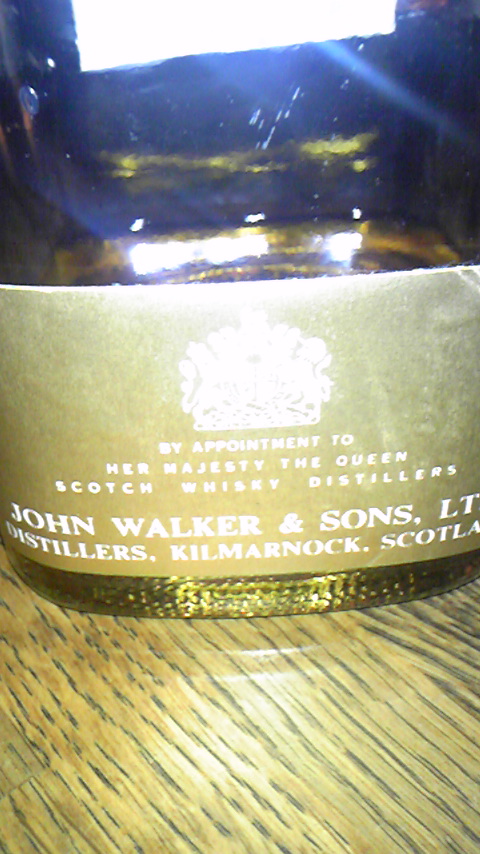 BY APPOINTMENT TO
HER MAJESTY THE QUEEN
SCOTCH WHISKY DISTILLERS
JOHN WALKER & SONS, LT
DISTILLERS, KILMARNOCK. SCOTLA